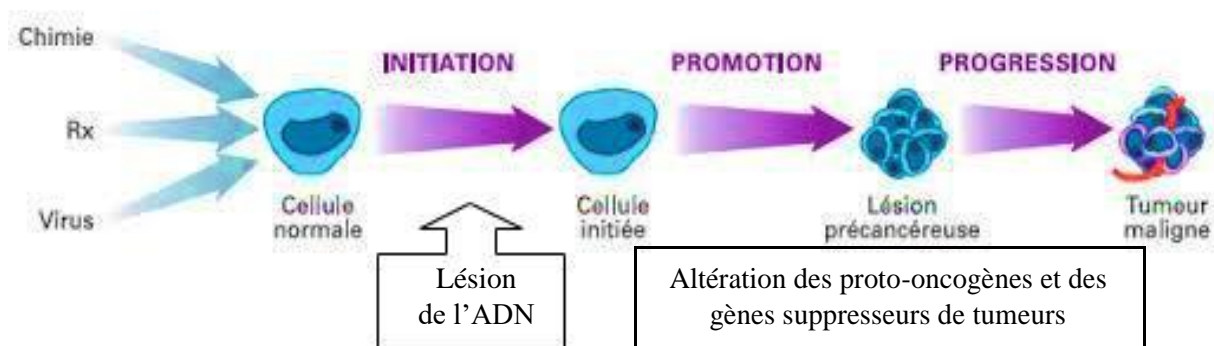 Chimie
Rx
Virus
INITIATION
PROMOTION
PROGRESSION
Cellule
normale
Cellule
initiée
Lésion
précancéreuse
Tumeur
maligne
Lésion
de l’ADN
Altération des proto-oncogènes et des
gènes suppresseurs de tumeurs